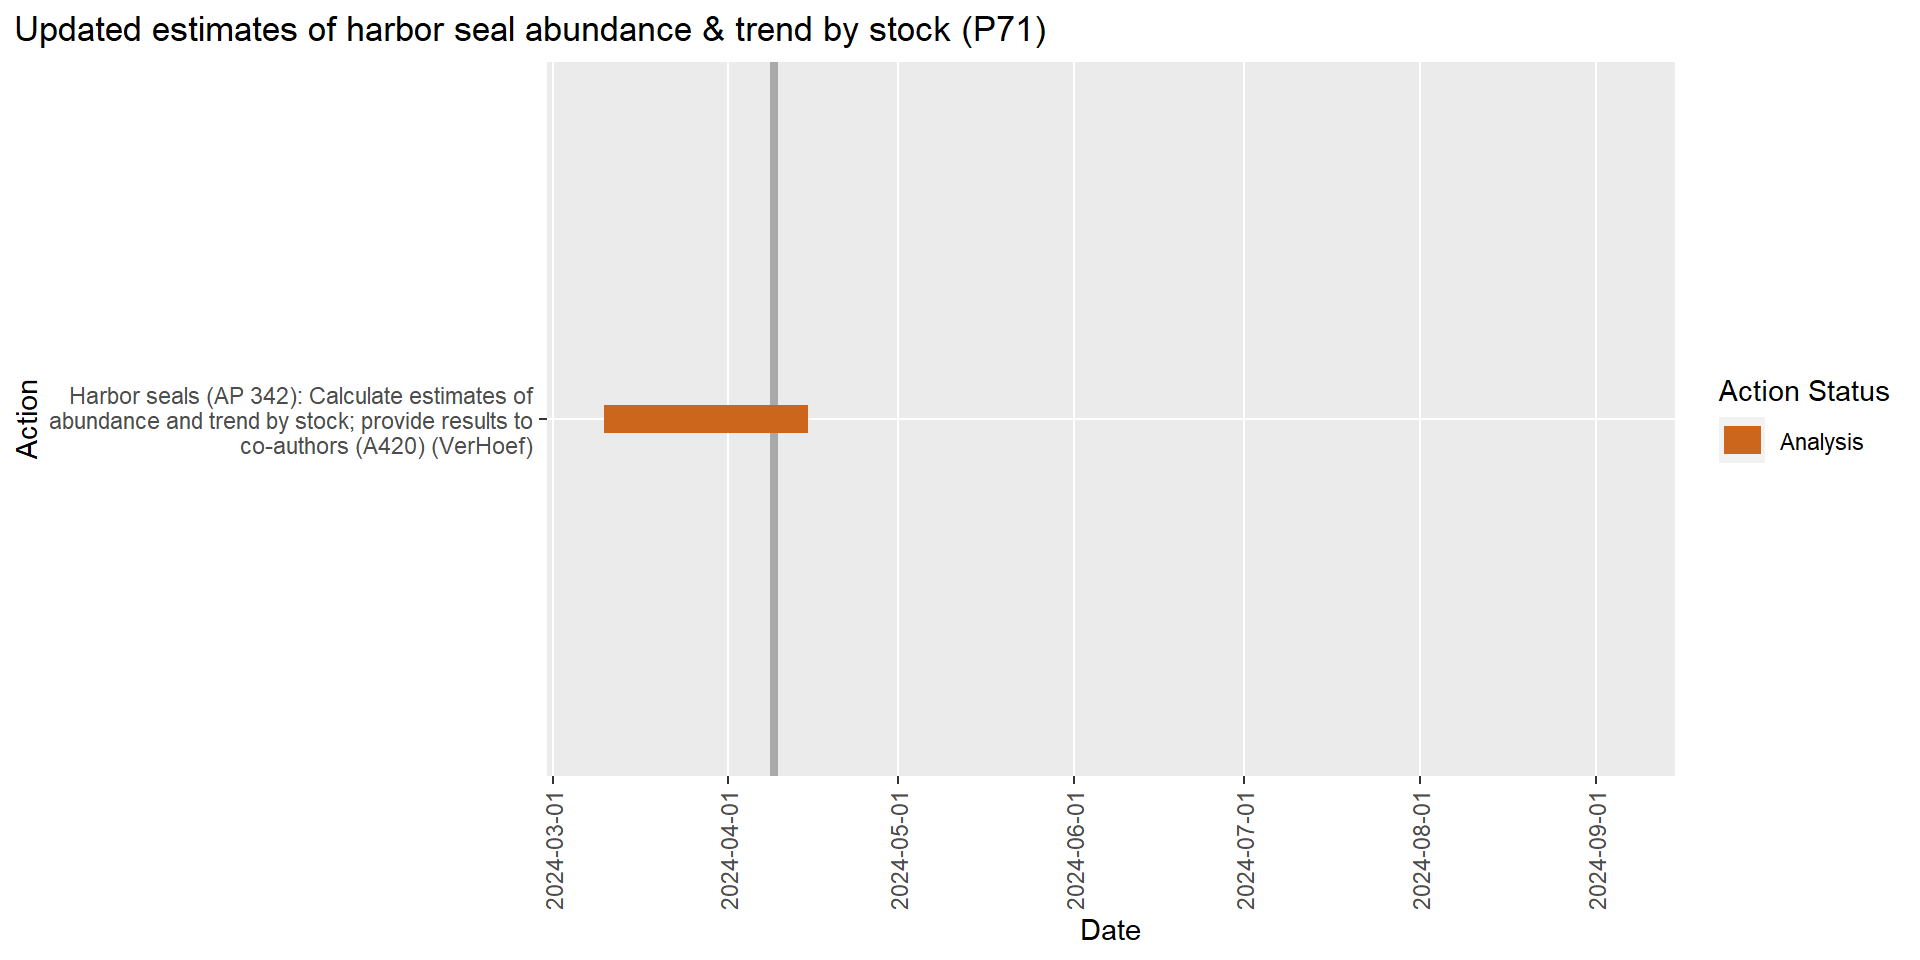 Updated estimates of harbor seal abundance & trend by stock (P71)
Action
Harbor seals (AP 342): Calculate estimates of
abundance and trend by stock; provide results to
co-authors (A420) (VerHoef)
Action Status
Analysis
2024-03-01
2024-04-01
2024-05-01
2024-06-01
2024-07-01
2024-08-01
2024-09-01
Date